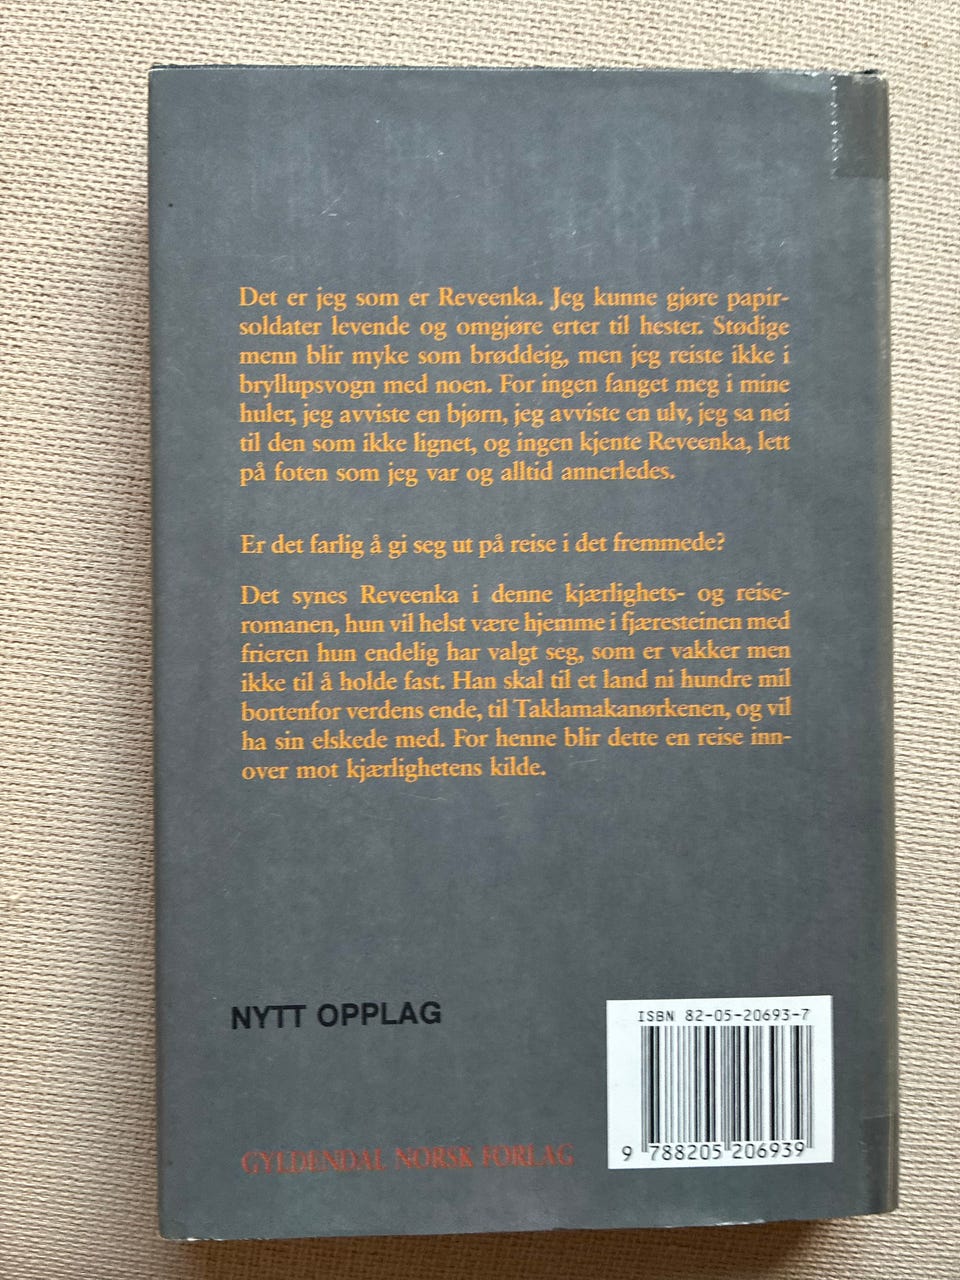 Det er jeg som er Reveenka. Jeg kunne gjøre papir-
soldater levende og omgjøre erter til hester. Stødige
menn blir myke som brøddeig, men jeg reiste ikke i
bryllupsvogn med noen. For ingen fanget meg i mine
huler, jeg avviste en bjørn, jeg avviste en ulv, jeg sa nei
til den som ikke lignet, og ingen kjente Reveenka, lett
på foten som jeg var og alltid annerledes.
Er det farlig å gi seg ut på reise i det fremmede?
Det synes Reveenka i denne kjærlighets- og reise-
romanen, hun vil helst være hjemme i fjæresteinen med
frieren hun endelig har valgt seg, som er vakker men
ikke til å holde fast. Han skal til et land ni hundre mil
bortenfor verdens ende, til Taklamakanørkenen, og vil
ha sin elskede med. For henne blir dette en reise inn-
over mot kjærlighetens kilde.
NYTT OPPLAG
ISBN 82-05-20693-7
9 788205 206939
GYLDENDAL NORSK FORLAG